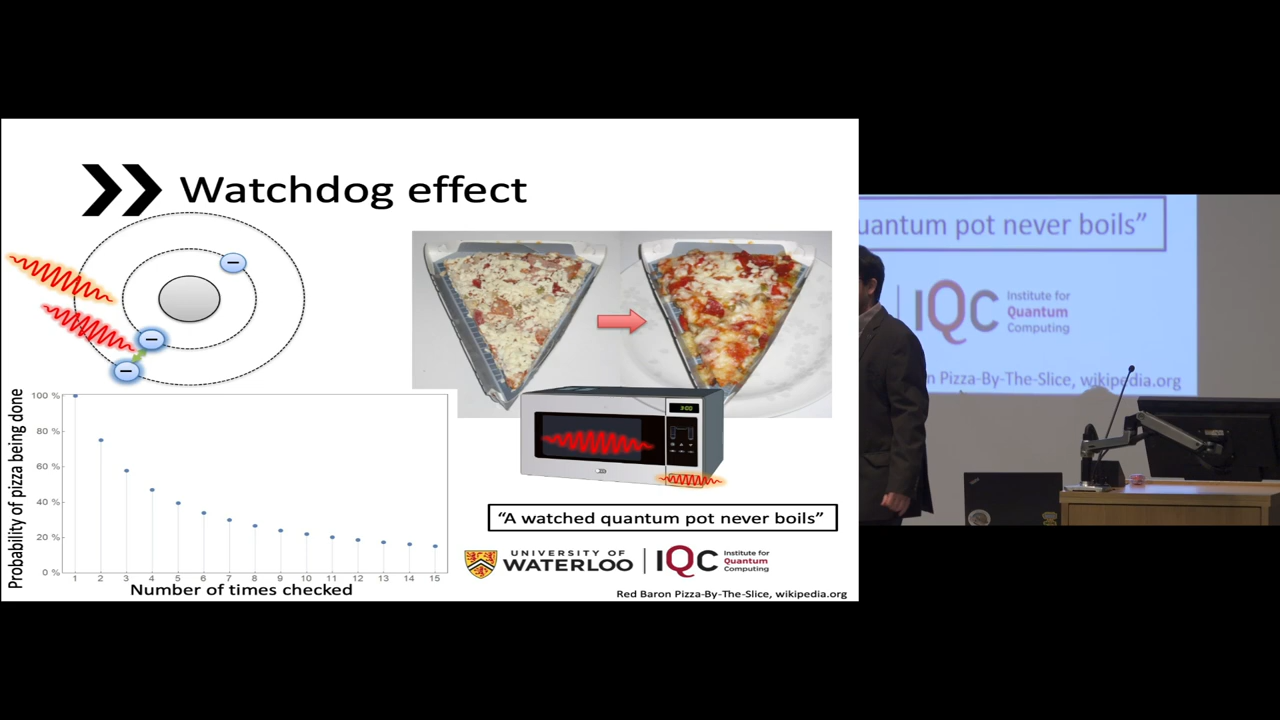 Watchdog effect
Probability of pizza being done
100 %
80 %
60 %
40 %
20 %
0 %
1 2 3 4 5 6 7 8 9 10 11 12 13 14 15
Number of times checked
3:00
“A watched quantum pot never boils”
UNIVERSITY OF
WATERLOO
IQC
Institute for
Quantum
Computing
Red Baron Pizza-By-The-Slice, wikipedia.org
uantum pot never boils”
IQC
Institute for
Quantum
Computing
n Pizza-By-The-Slice, wikipedia.org